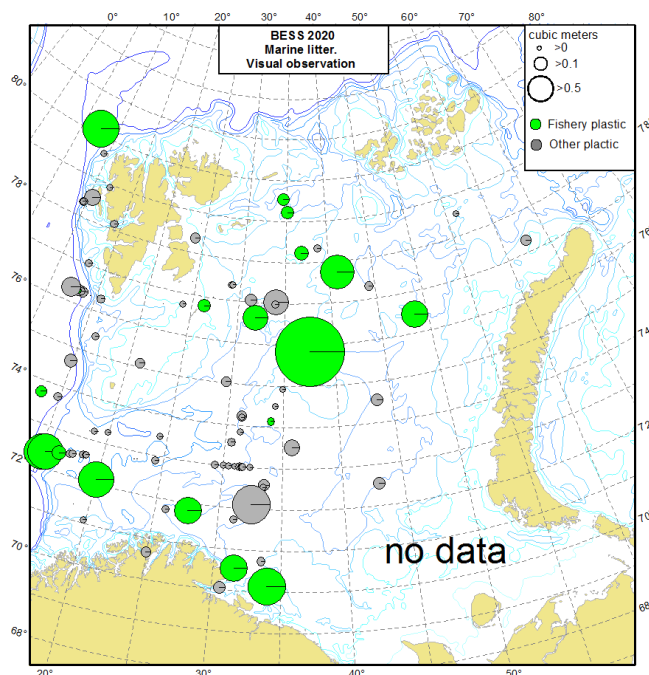 0° 10° 20° 30° 40° 50° 60°
BESS 2020
Marine litter.
Visual observation
cubic meters
>0
>0.1
>0.5
Fishery plastic
Other plactic
80°
78°
76°
74°
72°
70°
68°
78°
76°
74°
72°
70°
68°
no data
20° 30° 40° 50°